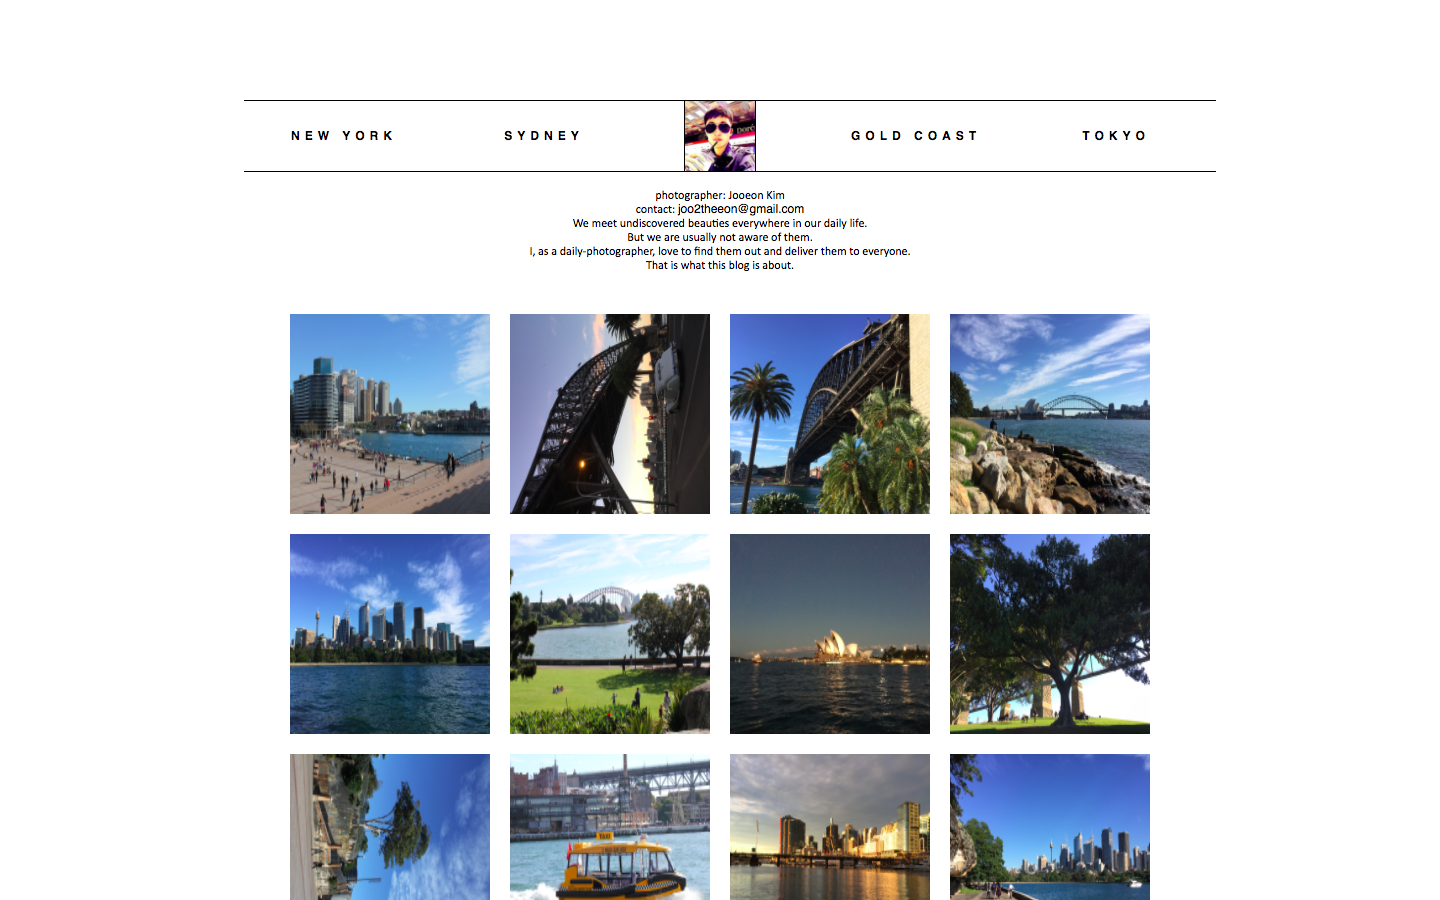 NEW YORK SYDNEY GOLD COAST TOKYO
Doré
photographer: Jooeon Kim
contact: joo2theeon@gmail.com
We meet undiscovered beauties everywhere in our daily life.
But we are usually not aware of them.
I, as a daily-photographer, love to find them out and deliver them to everyone.
That is what this blog is about.
TAXI